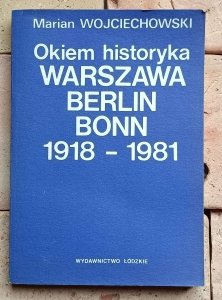 Marian WOJCIECHOWSKI
Okiem historyka
WARSZAWA
BERLIN
BONN
1918 - 1981
WYDAWNICTWO ŁÓDZKIE